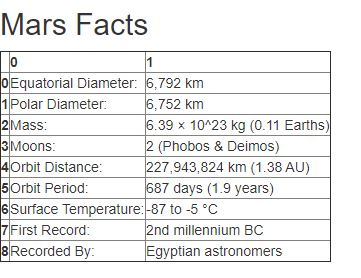 Mars Facts
0 1
0 Equatorial Diameter: 6,792 km
1 Polar Diameter: 6,752 km
2 Mass: 6.39 × 10^23 kg (0.11 Earths)
3 Moons: 2 (Phobos & Deimos)
4 Orbit Distance: 227,943,824 km (1.38 AU)
5 Orbit Period: 687 days (1.9 years)
6 Surface Temperature: -87 to -5 °C
7 First Record: 2nd millennium BC
8 Recorded By: Egyptian astronomers